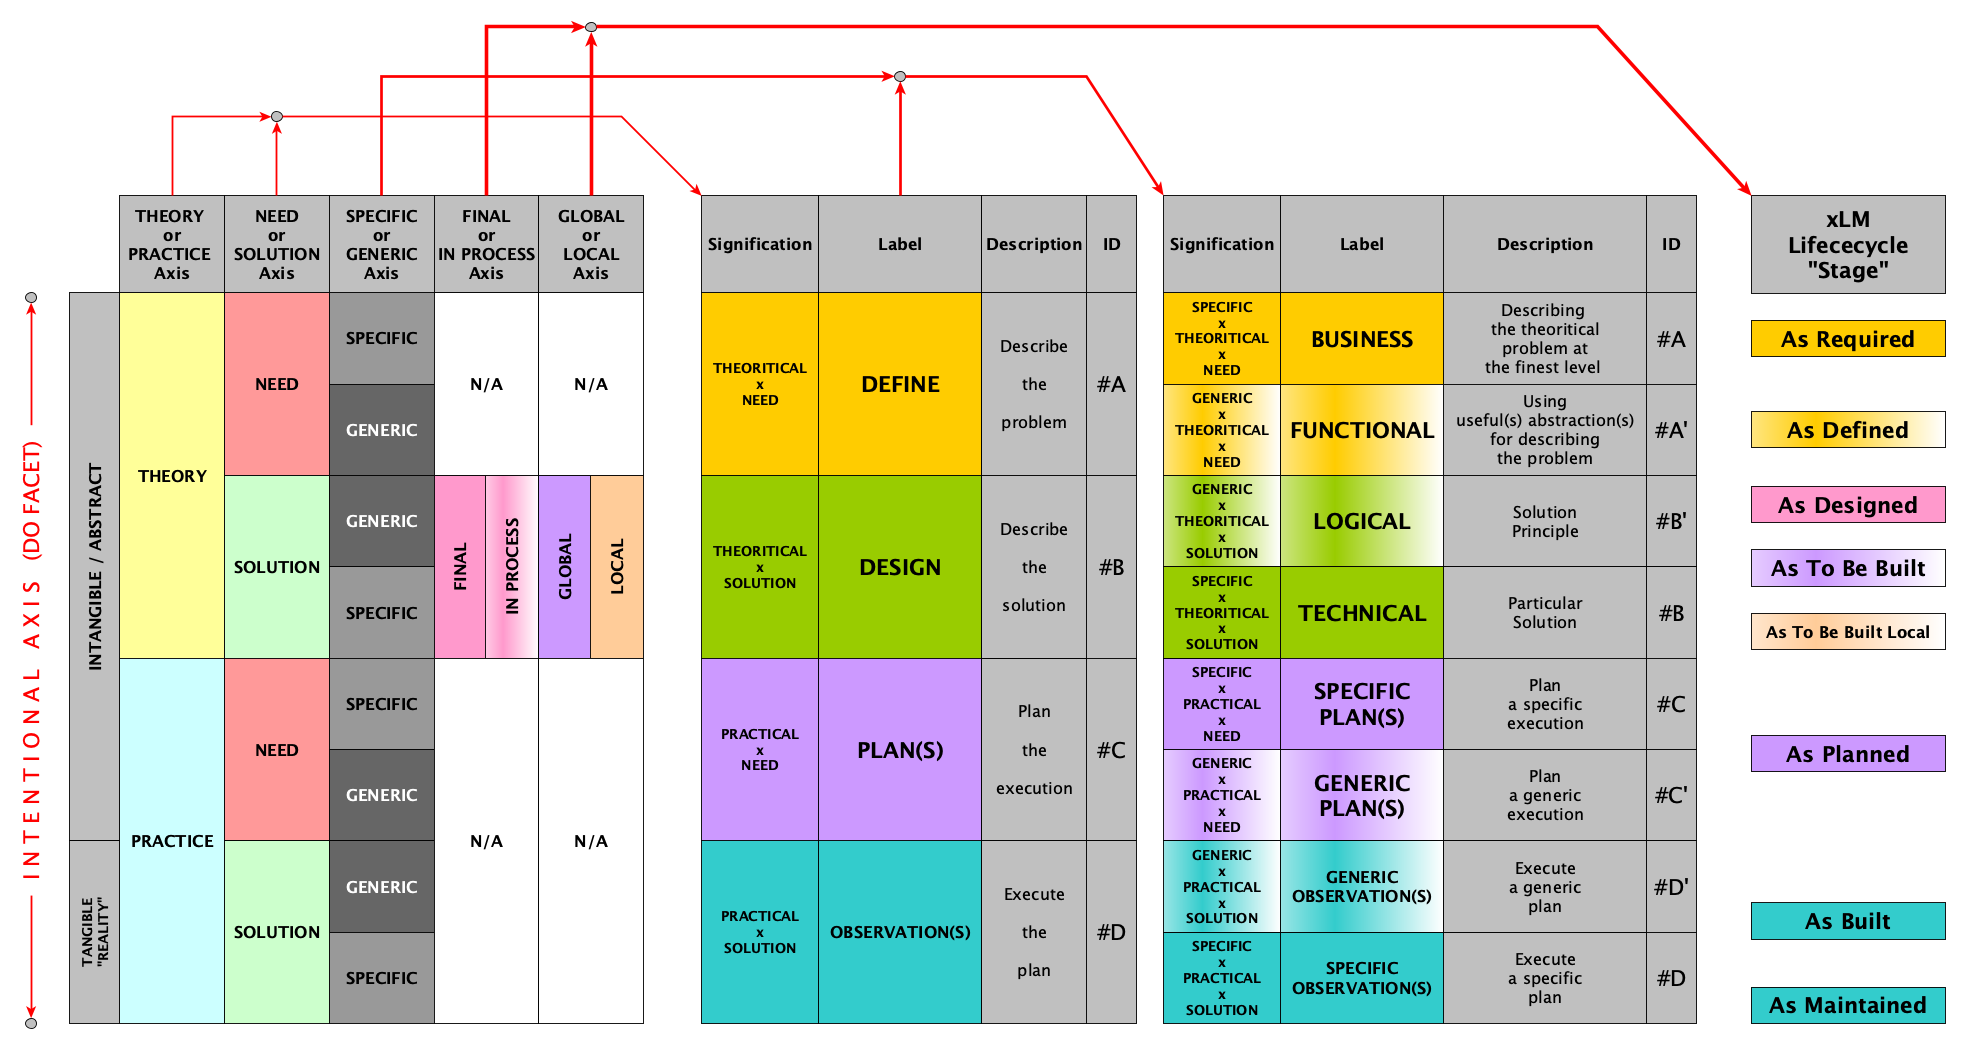 THEORY
or
PRACTICE
Axis
NEED
or
SOLUTION
Axis
SPECIFIC
or
GENERIC
Axis
FINAL
or
IN PROCESS
Axis
GLOBAL
or
LOCAL
Axis
Signification
Label
Description
ID
Signification
Label
Description
ID
xLM
Lifececycle
"Stage"
INTENTIONAL AXIS (DO FACET)
INTANGIBLE / ABSTRACT
TANGIBLE
"REALITY"
THEORY
PRACTICE
NEED
SOLUTION
NEED
SOLUTION
SPECIFIC
GENERIC
GENERIC
SPECIFIC
SPECIFIC
GENERIC
GENERIC
SPECIFIC
N/A
N/A
FINAL
IN PROCESS
GLOBAL
LOCAL
N/A
N/A
THEORITICAL
x
NEED
DEFINE
Describe
the
problem
#A
THEORITICAL
x
SOLUTION
DESIGN
Describe
the
solution
#B
PRACTICAL
x
NEED
PLAN(S)
Plan
the
execution
#C
PRACTICAL
x
SOLUTION
OBSERVATION(S)
Execute
the
plan
#D
SPECIFIC
x
THEORITICAL
x
NEED
BUSINESS
Describing
the theoritical
problem at
the finest level
#A
GENERIC
x
THEORITICAL
x
NEED
FUNCTIONAL
Using
useful(s) abstraction(s)
for describing
the problem
#A'
GENERIC
x
THEORITICAL
x
SOLUTION
LOGICAL
Solution
Principle
#B'
SPECIFIC
x
THEORITICAL
x
SOLUTION
TECHNICAL
Particular
Solution
#B
SPECIFIC
x
PRACTICAL
x
NEED
SPECIFIC
PLAN(S)
Plan
a specific
execution
#C
GENERIC
x
PRACTICAL
x
NEED
GENERIC
PLAN(S)
Plan
a generic
execution
#C'
GENERIC
x
PRACTICAL
x
SOLUTION
GENERIC
OBSERVATION(S)
Execute
a generic
plan
#D'
SPECIFIC
x
PRACTICAL
x
SOLUTION
SPECIFIC
OBSERVATION(S)
Execute
a specific
plan
#D
As Required
As Defined
As Designed
As To Be Built
As To Be Built Local
As Planned
As Built
As Maintained